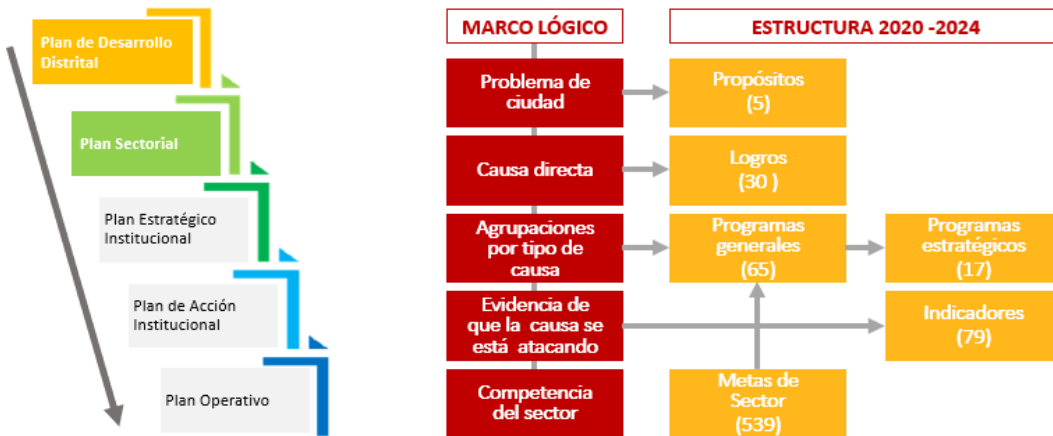 Plan de Desarrollo
Distrital
Plan Sectorial
Plan Estratégico
Institucional
Plan de Acción
Institucional
Plan Operativo
MARCO LÓGICO
ESTRUCTURA 2020 -2024
Problema de
ciudad
Propósitos
(5)
Causa directa
Logros
(30 )
Agrupaciones
por tipo de
causa
Programas
generales
(65)
Programas
estratégicos
(17)
Evidencia de
que la causa se
está atacando
Indicadores
(79)
Competencia
del sector
Metas de
Sector
(539)